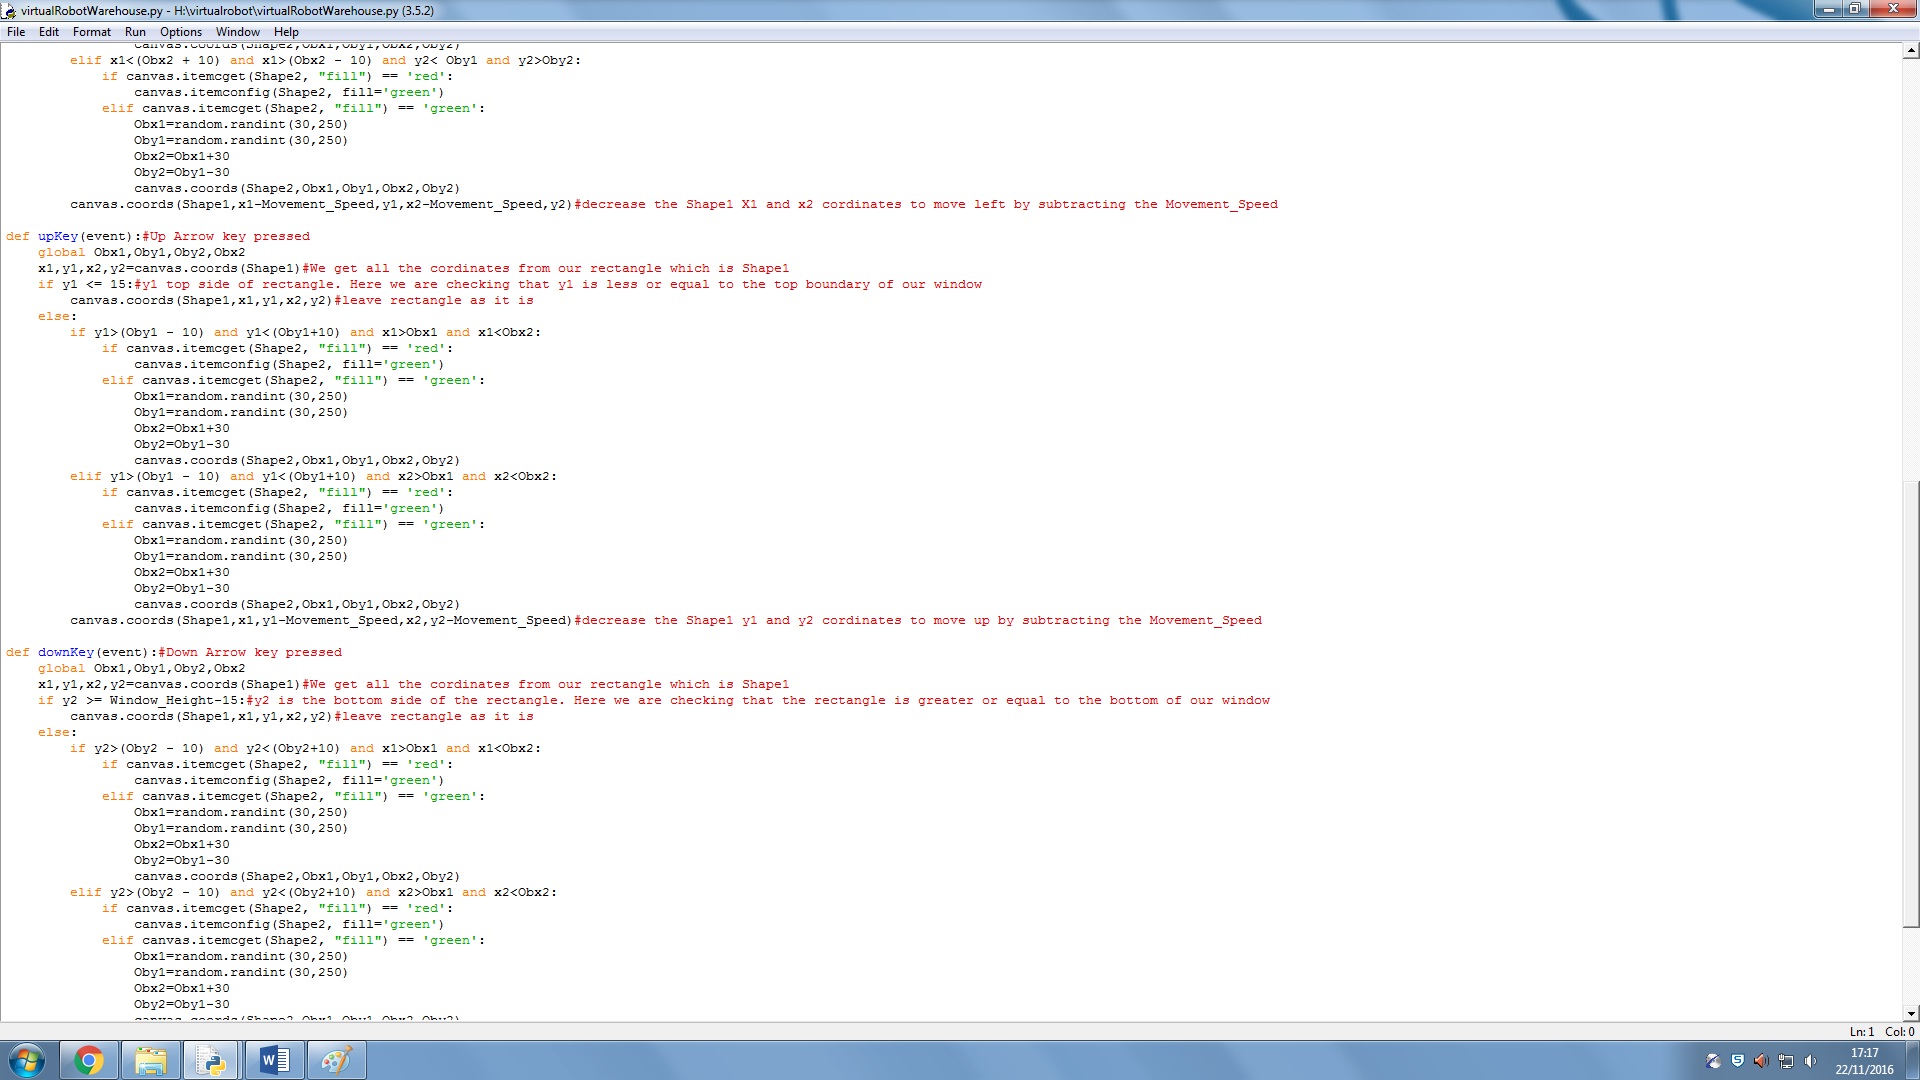 virtualRobotWarehouse.py - H:\virtualrobot\virtualRobotWarehouse.py (3.5.2)
File Edit Format Run Options Window Help
canvas.coords(Shape2,Obx1,Oby1,Obx2,Oby2)
        elif x1<(Obx2 + 10) and x1>(Obx2 - 10) and y2< Oby1 and y2>Oby2:
            if canvas.itemcget(Shape2, "fill") == 'red':
                canvas.itemconfig(Shape2, fill='green')
            elif canvas.itemcget(Shape2, "fill") == 'green':
                Obx1=random.randint(30,250)
                Oby1=random.randint(30,250)
                Obx2=Obx1+30
                Oby2=Oby1-30
                canvas.coords(Shape2,Obx1,Oby1,Obx2,Oby2)
        canvas.coords(Shape1,x1-Movement_Speed,y1,x2-Movement_Speed,y2)#decrease the Shape1 X1 and x2 cordinates to move left by subtracting the Movement_Speed
def upKey(event):#Up Arrow key pressed
    global Obx1,Oby1,Oby2,Obx2
    x1,y1,x2,y2=canvas.coords(Shape1)#We get all the cordinates from our rectangle which is Shape1
    if y1 <= 15:#y1 top side of rectangle. Here we are checking that y1 is less or equal to the top boundary of our window
        canvas.coords(Shape1,x1,y1,x2,y2)#leave rectangle as it is
    else:
        if y1>(Oby1 - 10) and y1<(Oby1+10) and x1>Obx1 and x1<Obx2:
            if canvas.itemcget(Shape2, "fill") == 'red':
                canvas.itemconfig(Shape2, fill='green')
            elif canvas.itemcget(Shape2, "fill") == 'green':
                Obx1=random.randint(30,250)
                Oby1=random.randint(30,250)
                Obx2=Obx1+30
                Oby2=Oby1-30
                canvas.coords(Shape2,Obx1,Oby1,Obx2,Oby2)
        elif y1>(Oby1 - 10) and y1<(Oby1+10) and x2>Obx1 and x2<Obx2:
            if canvas.itemcget(Shape2, "fill") == 'red':
                canvas.itemconfig(Shape2, fill='green')
            elif canvas.itemcget(Shape2, "fill") == 'green':
                Obx1=random.randint(30,250)
                Oby1=random.randint(30,250)
                Obx2=Obx1+30
                Oby2=Oby1-30
                canvas.coords(Shape2,Obx1,Oby1,Obx2,Oby2)
        canvas.coords(Shape1,x1,y1-Movement_Speed,x2,y2-Movement_Speed)#decrease the Shape1 y1 and y2 cordinates to move up by subtracting the Movement_Speed
def downKey(event):#Down Arrow key pressed
    global Obx1,Oby1,Oby2,Obx2
    x1,y1,x2,y2=canvas.coords(Shape1)#We get all the cordinates from our rectangle which is Shape1
    if y2 >= Window_Height-15:#y2 is the bottom side of the rectangle. Here we are checking that the rectangle is greater or equal to the bottom of our window
        canvas.coords(Shape1,x1,y1,x2,y2)#leave rectangle as it is
    else:
        if y2>(Oby2 - 10) and y2<(Oby2+10) and x1>Obx1 and x1<Obx2:
            if canvas.itemcget(Shape2, "fill") == 'red':
                canvas.itemconfig(Shape2, fill='green')
            elif canvas.itemcget(Shape2, "fill") == 'green':
                Obx1=random.randint(30,250)
                Oby1=random.randint(30,250)
                Obx2=Obx1+30
                Oby2=Oby1-30
                canvas.coords(Shape2,Obx1,Oby1,Obx2,Oby2)
        elif y2>(Oby2 - 10) and y2<(Oby2+10) and x2>Obx1 and x2<Obx2:
            if canvas.itemcget(Shape2, "fill") == 'red':
                canvas.itemconfig(Shape2, fill='green')
            elif canvas.itemcget(Shape2, "fill") == 'green':
                Obx1=random.randint(30,250)
                Oby1=random.randint(30,250)
                Obx2=Obx1+30
                Oby2=Oby1-30
                canvas.coords(Shape2,Obx1,Oby1,Obx2,Oby2)
Ln: 1 Col: 0
17:17
22/11/2016